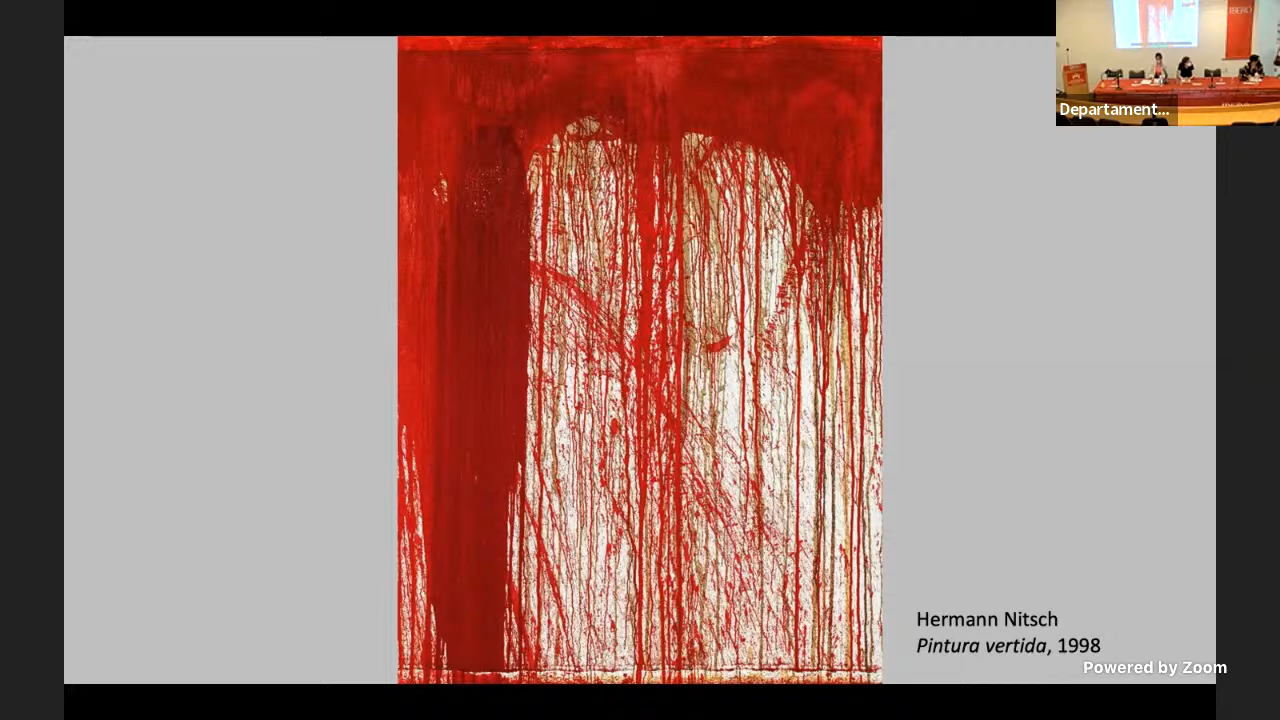 Departament...
Hermann Nitsch
Pintura vertida, 1998
Powered by Zoom